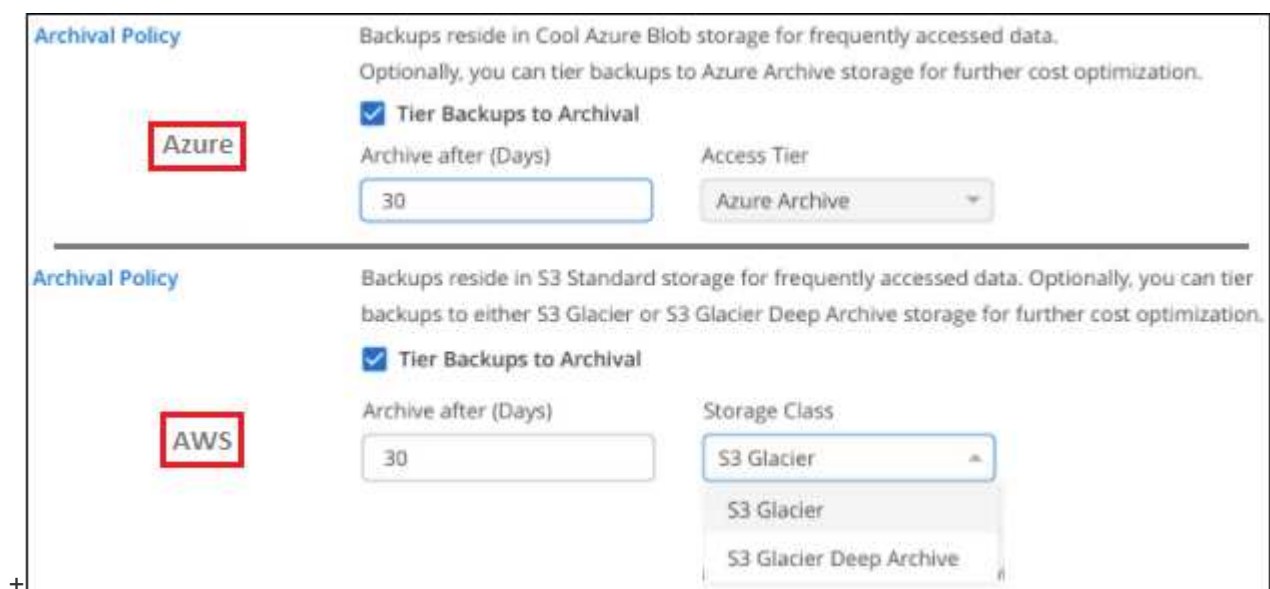 Archival Policy
Backups reside in Cool Azure Blob storage for frequently accessed data.
Optionally, you can tier backups to Azure Archive storage for further cost optimization.
Tier Backups to Archival
Azure
Archive after (Days)
Access Tier
30
Azure Archive
Archival Policy
Backups reside in S3 Standard storage for frequently accessed data. Optionally, you can tier
backups to either S3 Glacier or S3 Glacier Deep Archive storage for further cost optimization.
Tier Backups to Archival
AWS
Archive after (Days)
Storage Class
30
S3 Glacier
S3 Glacier
S3 Glacier Deep Archive
+